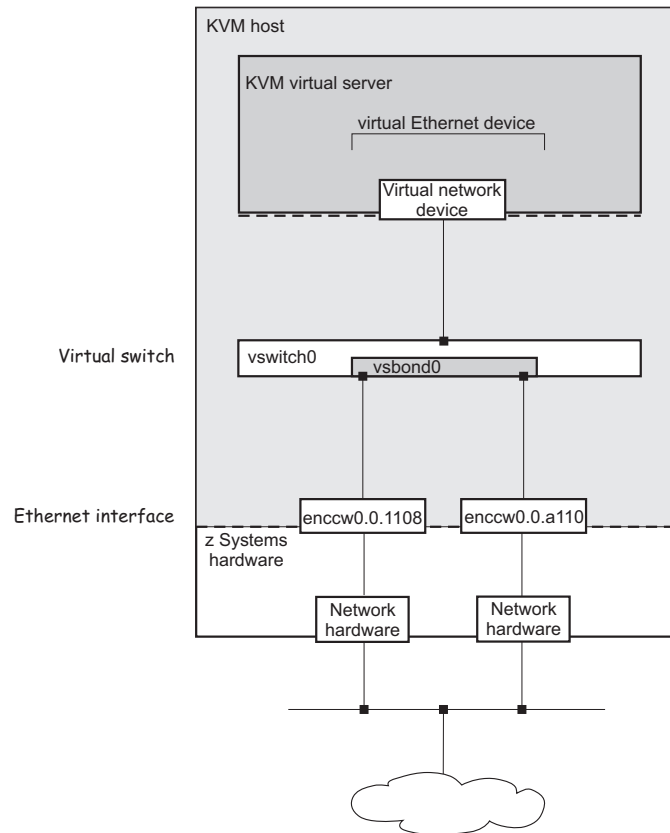 KVM host
KVM virtual server
virtual Ethernet device
Virtual network
device
Virtual switch
vswitch0
vsbond0
Ethernet interface
enccw0.0.1108
enccw0.0.a110
z Systems
hardware
Network
hardware
Network
hardware